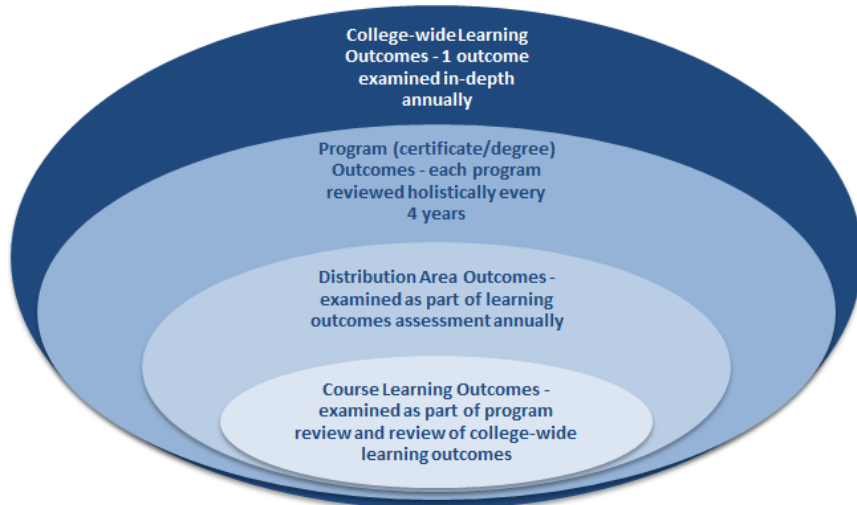 College-wide Learning
Outcomes - 1 outcome
examined in-depth
annually
Program (certificate/degree)
Outcomes - each program
reviewed holistically every
4 years
Distribution Area Outcomes -
examined as part of learning
outcomes assessment annually
Course Learning Outcomes -
examined as part of program
review and review of college-wide
learning outcomes